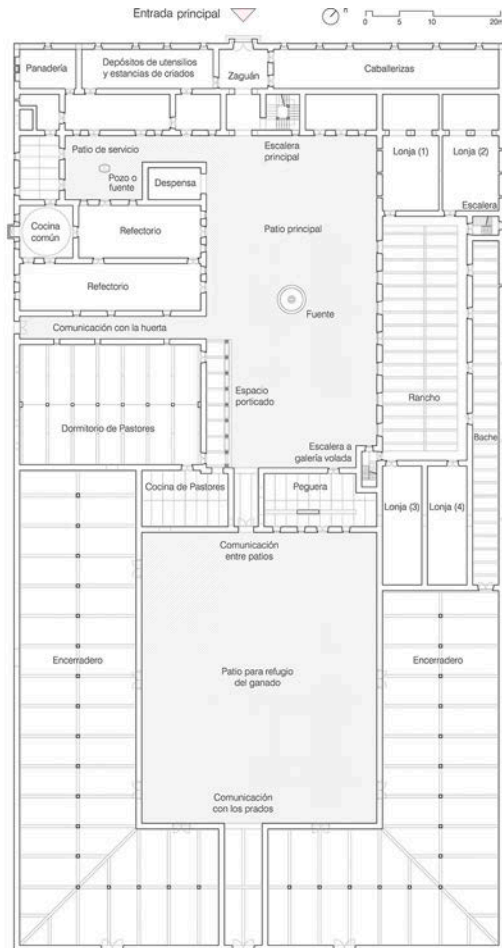 Entrada principal
n
0 5 10 20m
Panadería
Depósitos de utensilios
y estancias de criados
Zaguán
Caballerizas
Patio de servicio
Escalera
principal
Lonja (1)
Lonja (2)
Pozo o
fuente
Despensa
Escalera
Cocina
común
Refectorio
Patio principal
Refectorio
Fuente
Comunicación con la huerta
Espacio
porticado
Rancho
Dormitorio de Pastores
Bache
Escalera a
galería volada
Cocina de Pastores
Peguera
Lonja (3)
Lonja (4)
Comunicación
entre patios
Encerradero
Patio para refugio
del ganado
Encerradero
Comunicación
con los prados